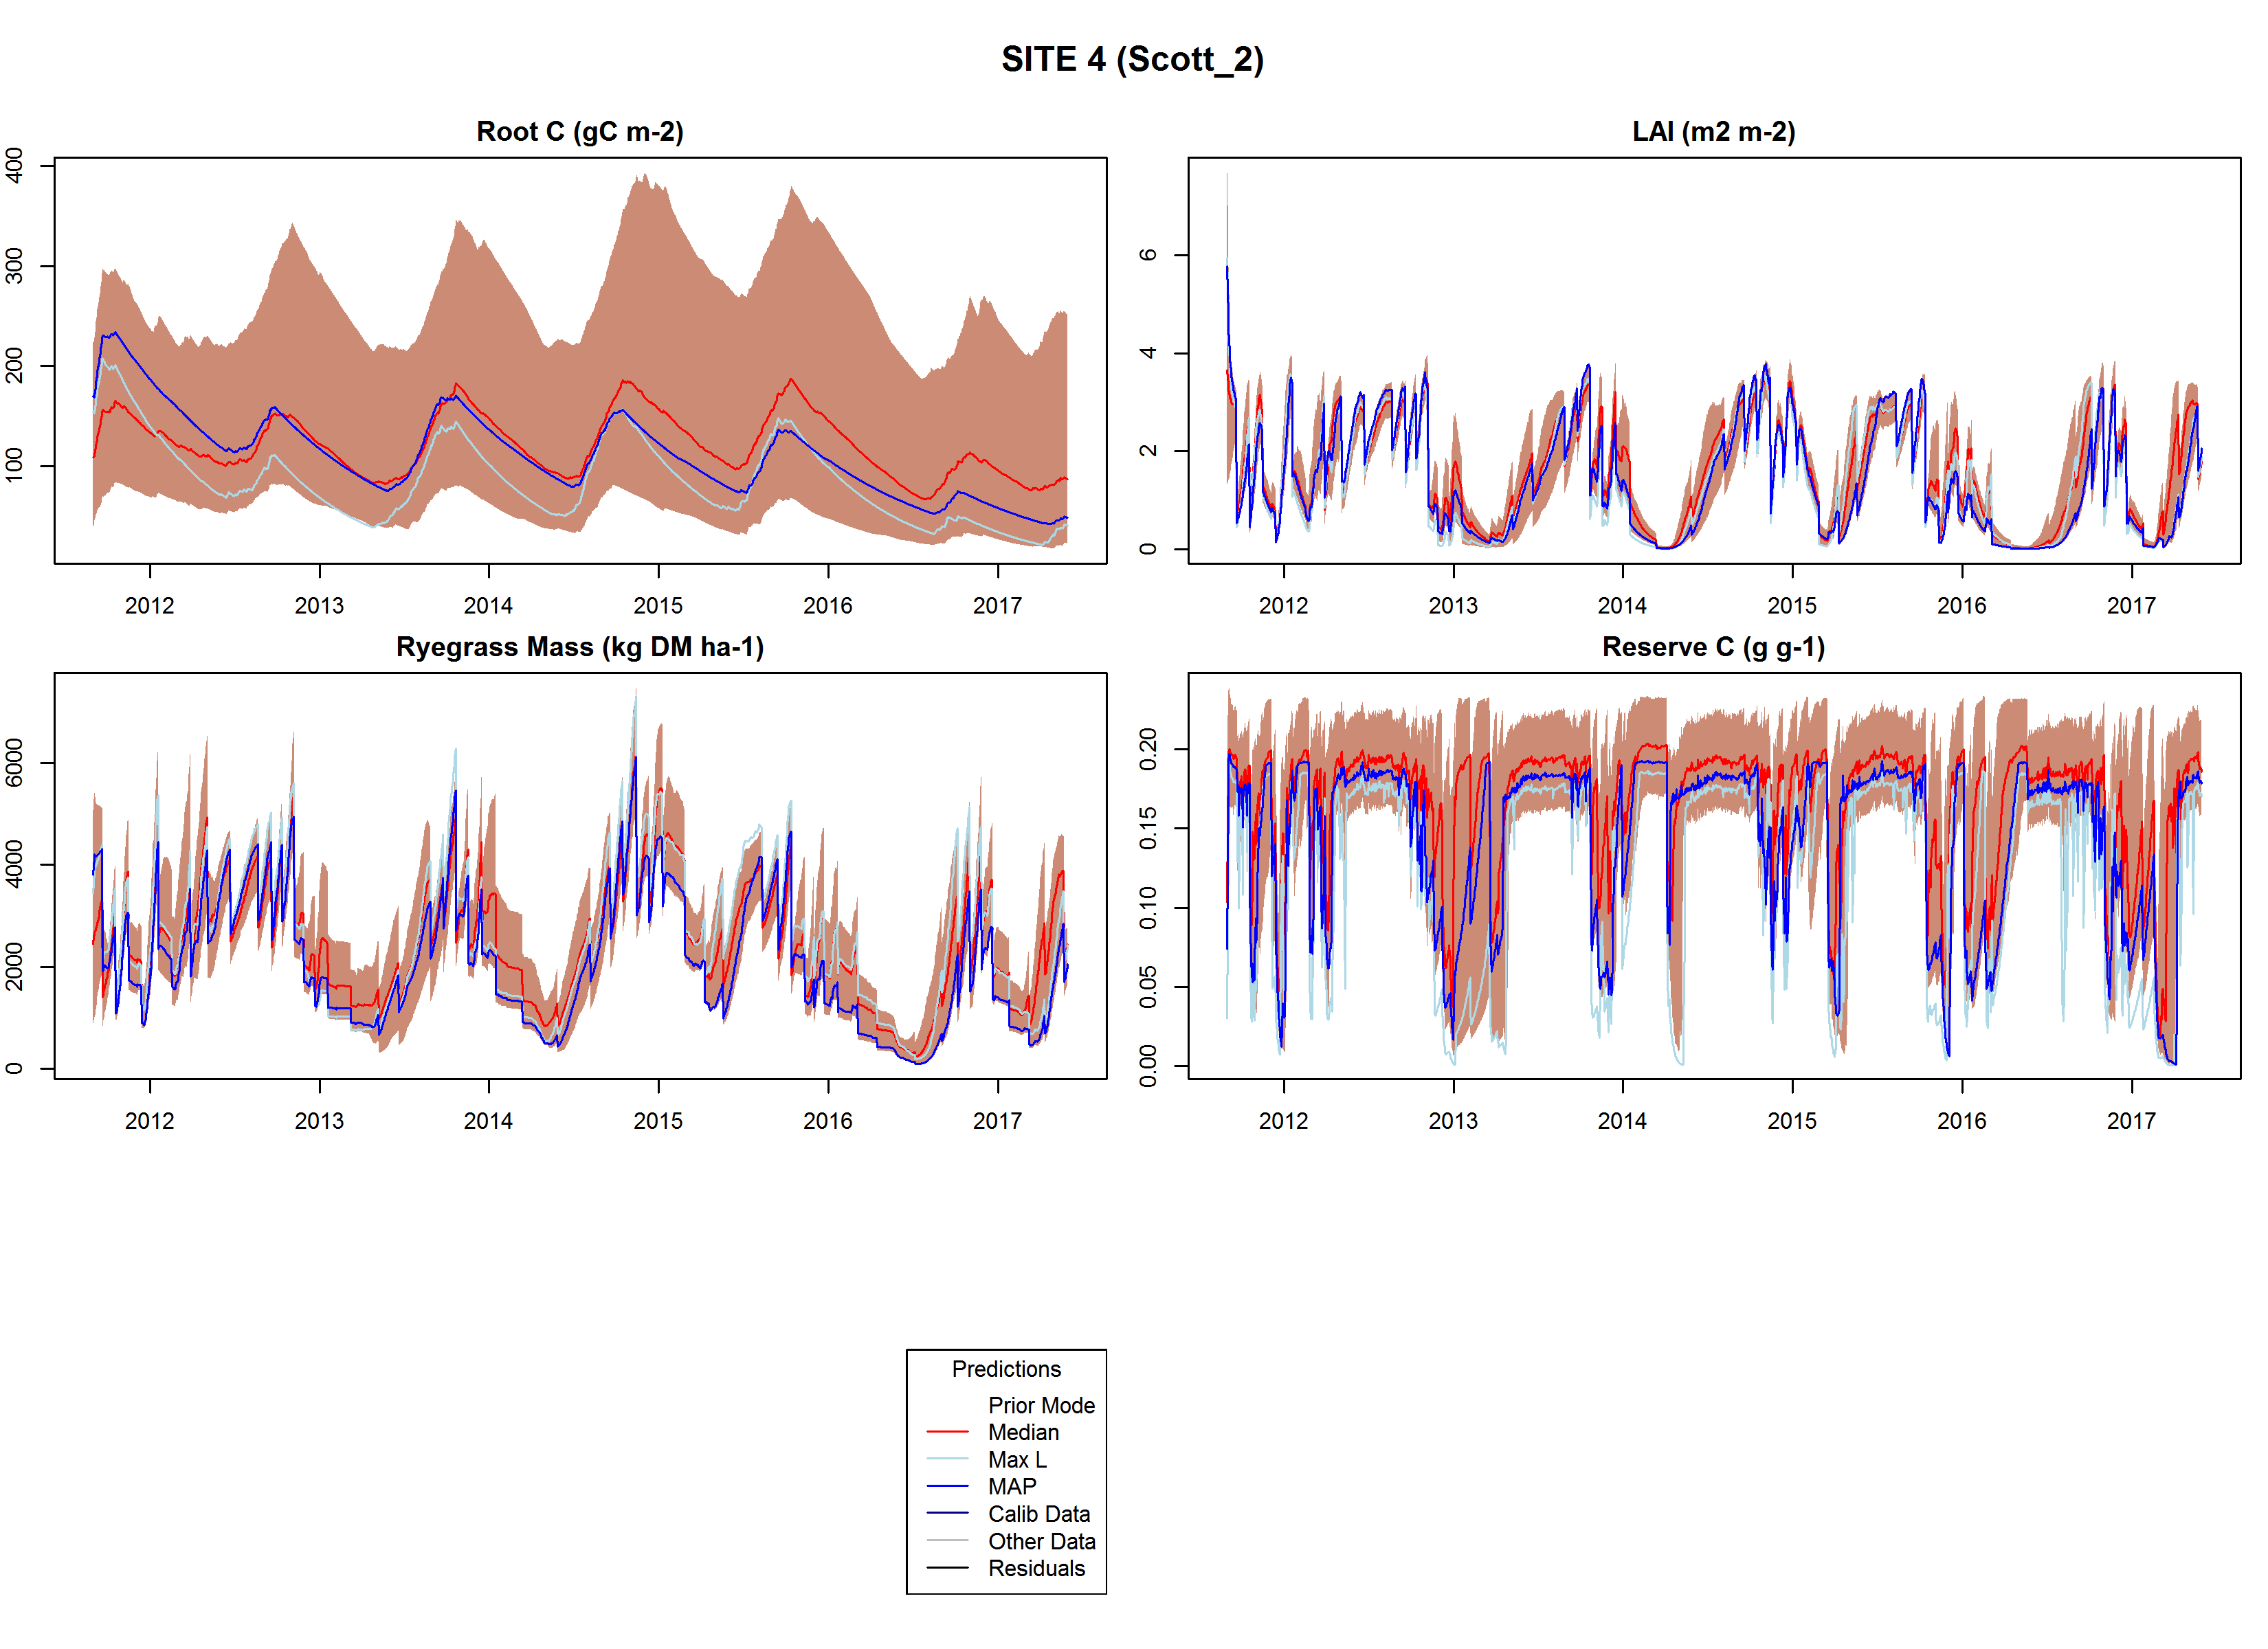 SITE 4 (Scott_2)
Root C (gC m-2)
400
300
200
100
2012 2013 2014 2015 2016 2017
LAI (m2 m-2)
6
4
2
0
2012 2013 2014 2015 2016 2017
Ryegrass Mass (kg DM ha-1)
6000
4000
2000
0
2012 2013 2014 2015 2016 2017
Reserve C (g g-1)
0.20
0.15
0.10
0.05
0.00
2012 2013 2014 2015 2016 2017
Predictions
Prior Mode
Median
Max L
MAP
Calib Data
Other Data
Residuals